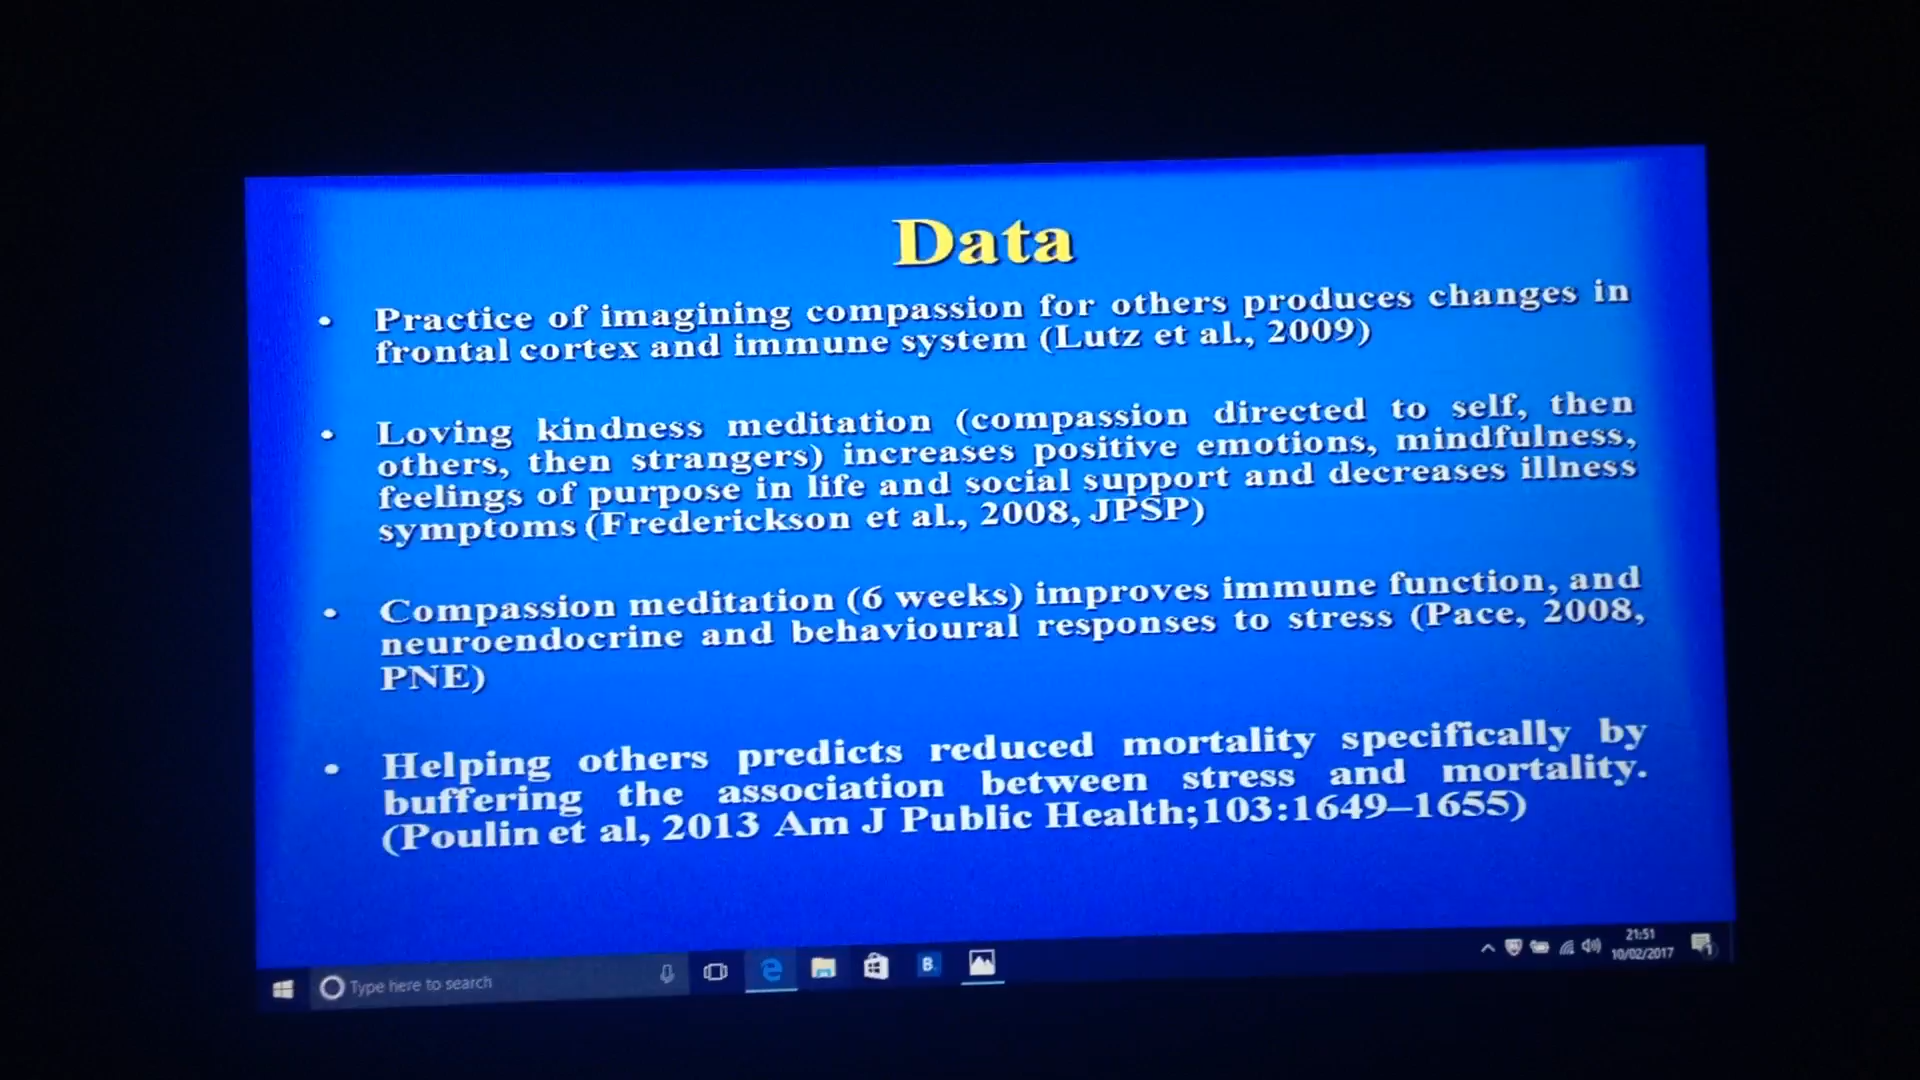 Data
• Practice of imagining compassion for others produces changes in
frontal cortex and immune system (Lutz et al., 2009)
• Loving kindness meditation (compassion directed to self, then
others, then strangers) increases positive emotions, mindfulness,
feelings of purpose in life and social support and decreases illness
symptoms (Frederickson et al., 2008, JPSP)
• Compassion meditation (6 weeks) improves immune function, and
neuroendocrine and behavioural responses to stress (Pace, 2008,
PNE)
• Helping others predicts reduced mortality specifically by
buffering the association between stress and mortality.
(Poulin et al, 2013 Am J Public Health;103:1649–1655)
Type here to search
B.
21:51
10/02/2017
1